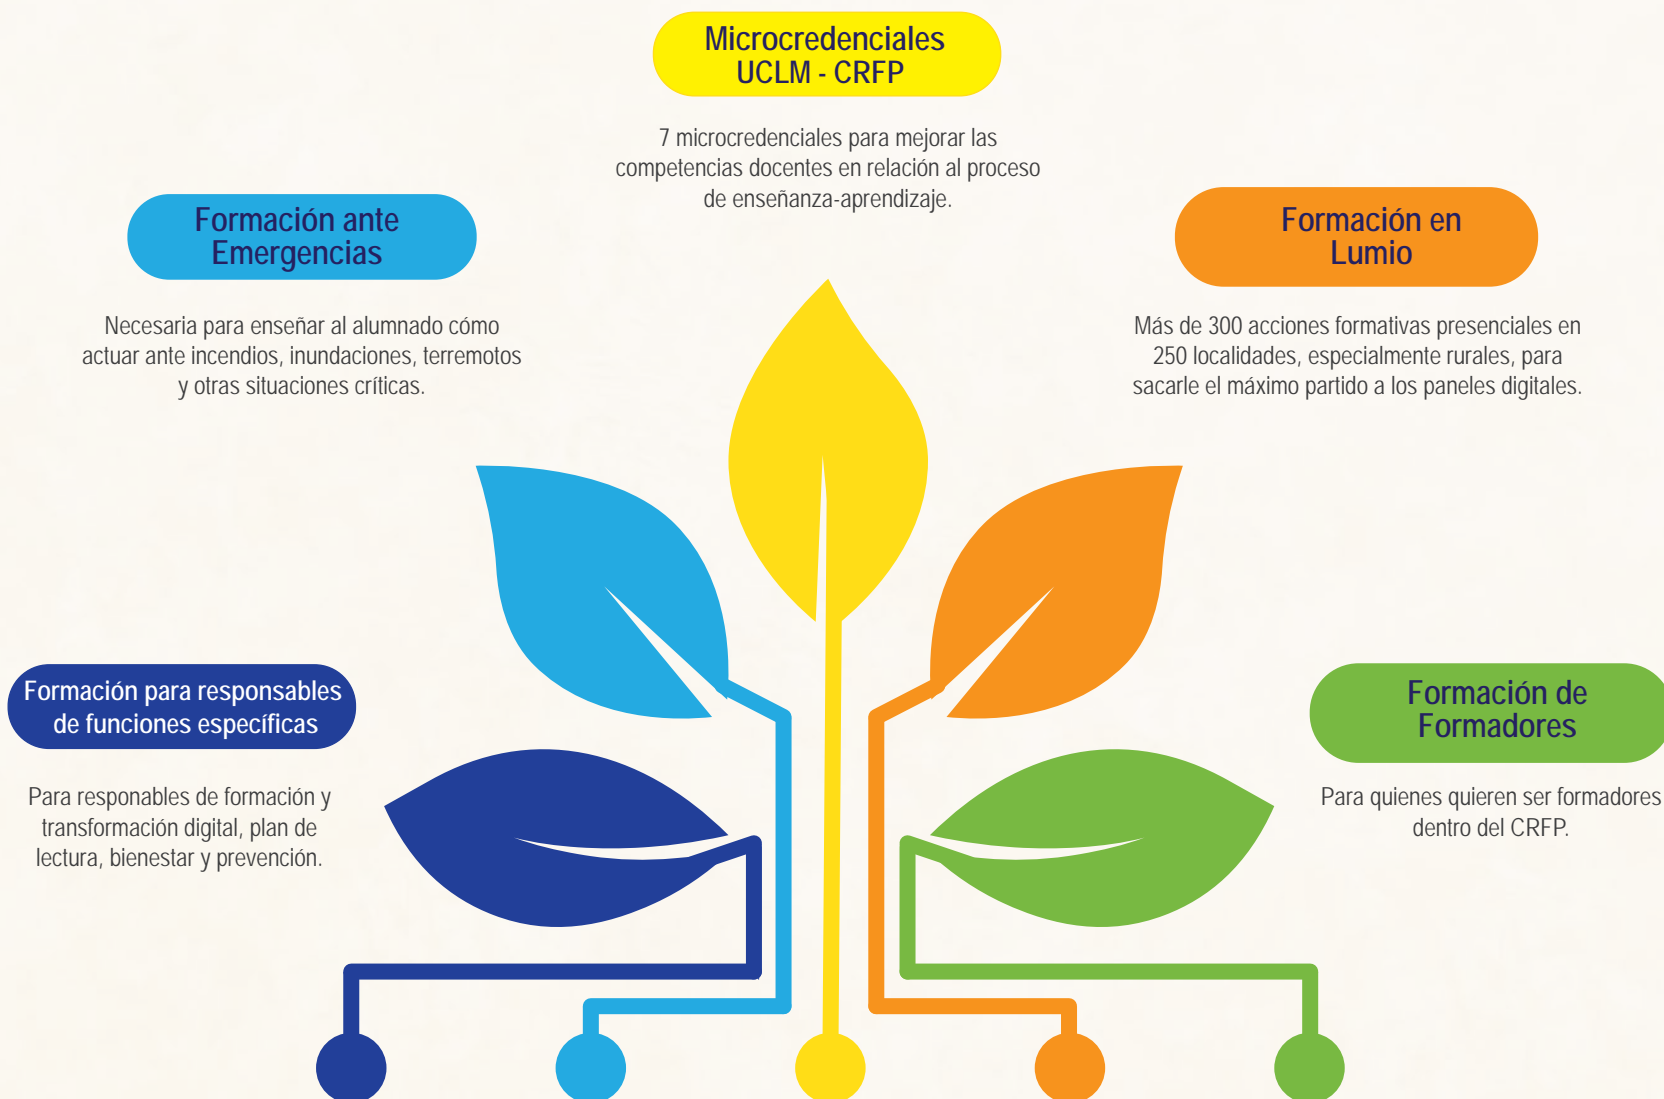 Microcredenciales
UCLM - CRFP
7 microcredenciales para mejorar las
competencias docentes en relación al proceso
de enseñanza-aprendizaje.
Formación ante
Emergencias
Necesaria para enseñar al alumnado cómo
actuar ante incendios, inundaciones, terremotos
y otras situaciones críticas.
Formación en
Lumio
Más de 300 acciones formativas presenciales en
250 localidades, especialmente rurales, para
sacarle el máximo partido a los paneles digitales.
Formación para responsables
de funciones específicas
Para responables de formación y
transformación digital, plan de
lectura, bienestar y prevención.
Formación de
Formadores
Para quienes quieren ser formadores
dentro del CRFP.